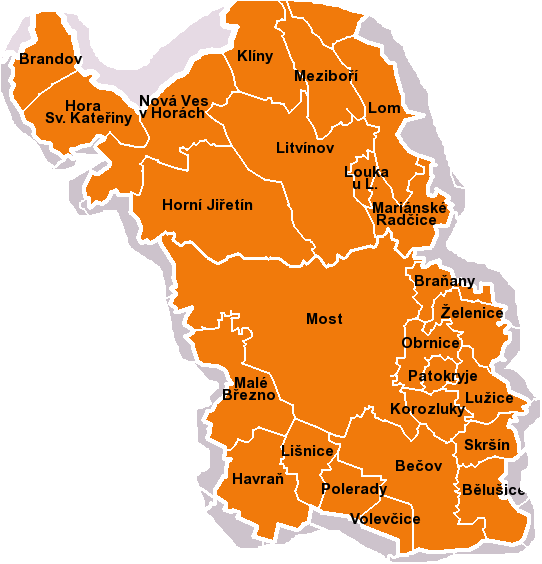 Brandov
Klíny
Meziboří
Hora
Sv. Kateřiny
Nová Ves
v Horách
Lom
Litvínov
Louka
u L.
Horní Jiřetín
Mariánské
Radčice
Braňany
Most
Želenice
Obrnice
Patokryje
Malé
Březno
Lužice
Korozluky
Skršín
Lišnice
Bečov
Havraň
Polerady
Bělušice
Volevčice